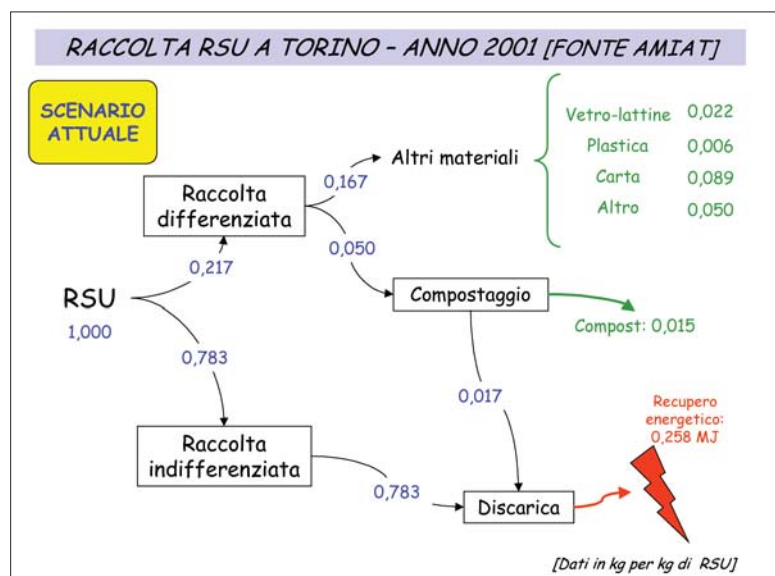 RACCOLTA RSU A TORINO – ANNO 2001 [FONTE AMIAT]
SCENARIO
ATTUALE
Vetro-lattine 0,022
Plastica 0,006
Carta 0,089
Altro 0,050
Altri materiali
0,167
Raccolta
differenziata
0,050
0,217
RSU
1,000
Compostaggio
Compost: 0,015
0,783
0,017
Recupero
energetico:
0,258 MJ
Raccolta
indifferenziata
0,783
Discarica
[Dati in kg per kg di RSU]